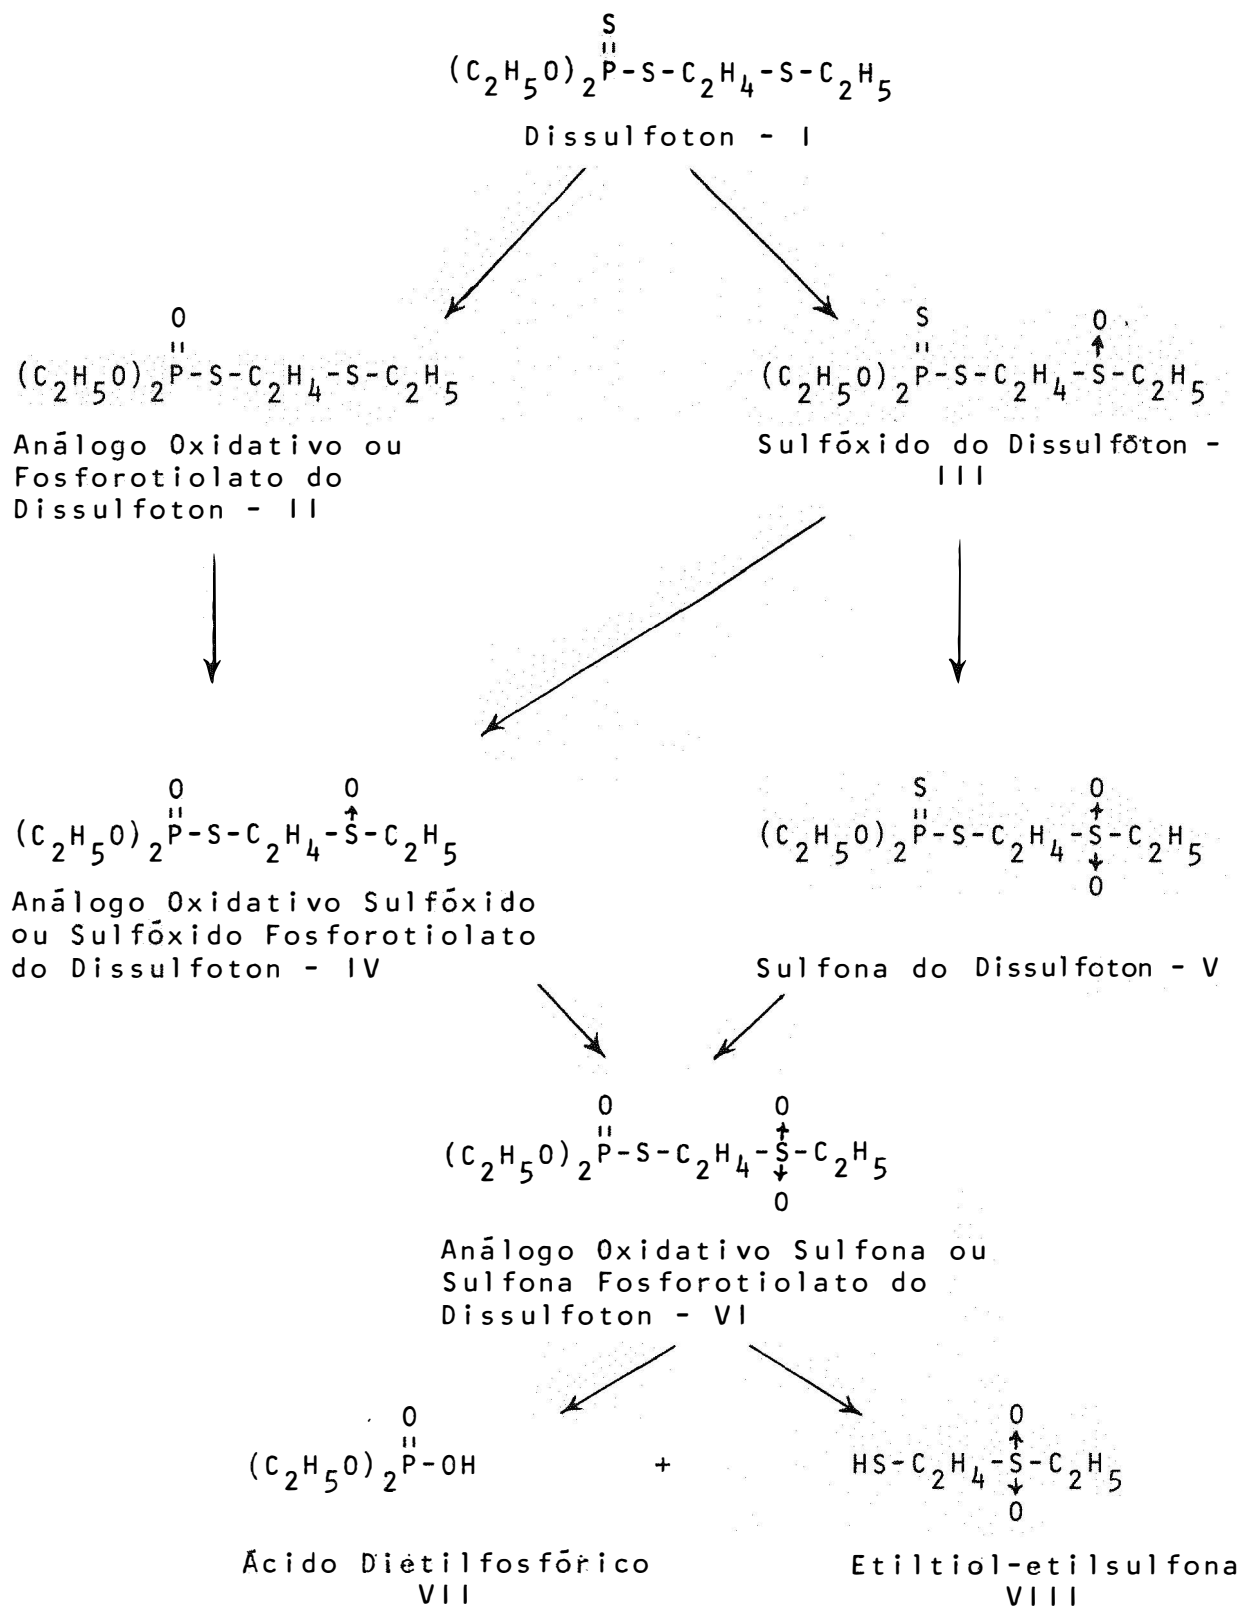 S
(C2H5O)2P-S-C2H4-S-C2H5
Dissulfoton - I
O
(C2H5O)2P-S-C2H4-S-C2H5
Análogo Oxidativo ou
Fosforotiolato do
Dissulfoton - II
S O
(C2H5O)2P-S-C2H4-S-C2H5
Sulfóxido do Dissulfoton -
III
O O
(C2H5O)2P-S-C2H4-S-C2H5
Análogo Oxidativo Sulfóxido
ou Sulfóxido Fosforotiolato
do Dissulfoton - IV
S O
(C2H5O)2P-S-C2H4-S-C2H5
O
Sulfona do Dissulfoton - V
O O
(C2H5O)2P-S-C2H4-S-C2H5
O
Análogo Oxidativo Sulfona ou
Sulfona Fosforotiolato do
Dissulfoton - VI
O
(C2H5O)2P-OH
Ácido Dietilfosfórico
VII
+
O
HS-C2H4-S-C2H5
O
Etiltiol-etilsulfona
VIII